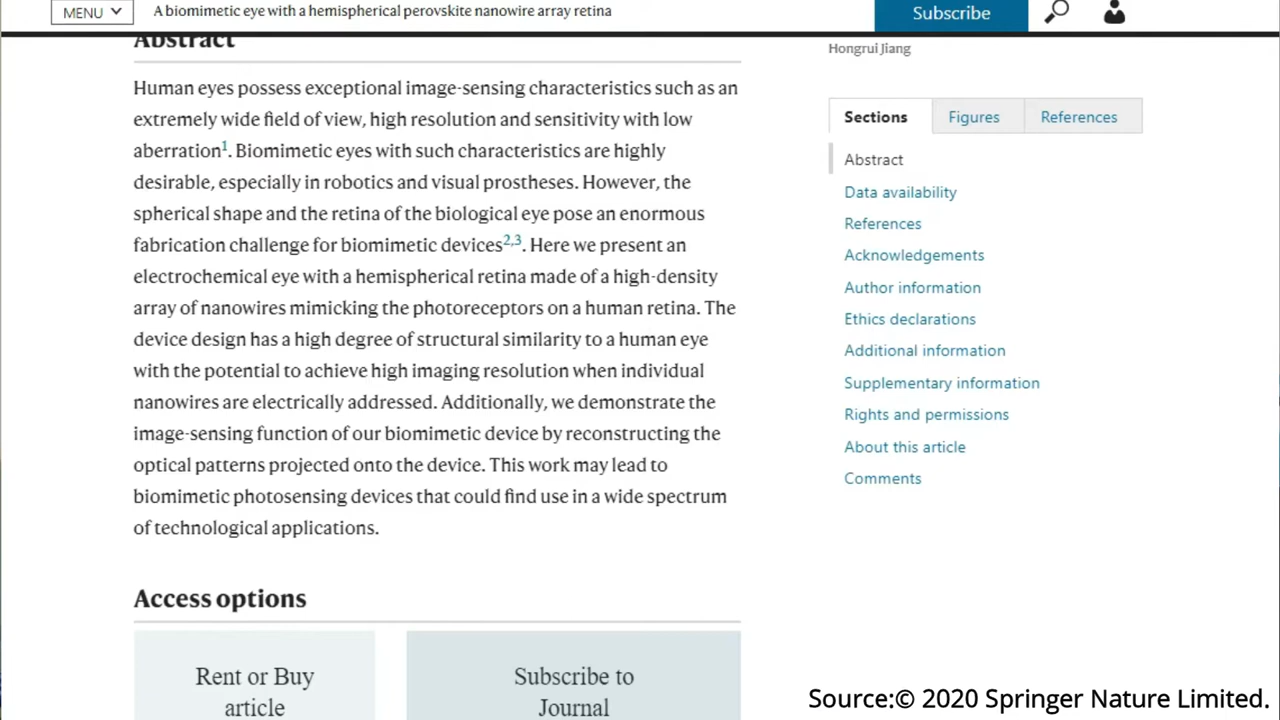 MENU A biomimetic eye with a hemispherical perovskite nanowire array retina Subscribe
Abstract
Human eyes possess exceptional image-sensing characteristics such as an
extremely wide field of view, high resolution and sensitivity with low
aberration1. Biomimetic eyes with such characteristics are highly
desirable, especially in robotics and visual prostheses. However, the
spherical shape and the retina of the biological eye pose an enormous
fabrication challenge for biomimetic devices2,3. Here we present an
electrochemical eye with a hemispherical retina made of a high-density
array of nanowires mimicking the photoreceptors on a human retina. The
device design has a high degree of structural similarity to a human eye
with the potential to achieve high imaging resolution when individual
nanowires are electrically addressed. Additionally, we demonstrate the
image-sensing function of our biomimetic device by reconstructing the
optical patterns projected onto the device. This work may lead to
biomimetic photosensing devices that could find use in a wide spectrum
of technological applications.
Access options
Rent or Buy
article
Subscribe to
Journal
Hongrui Jiang
Sections Figures References
Abstract
Data availability
References
Acknowledgements
Author information
Ethics declarations
Additional information
Supplementary information
Rights and permissions
About this article
Comments
Source:© 2020 Springer Nature Limited.